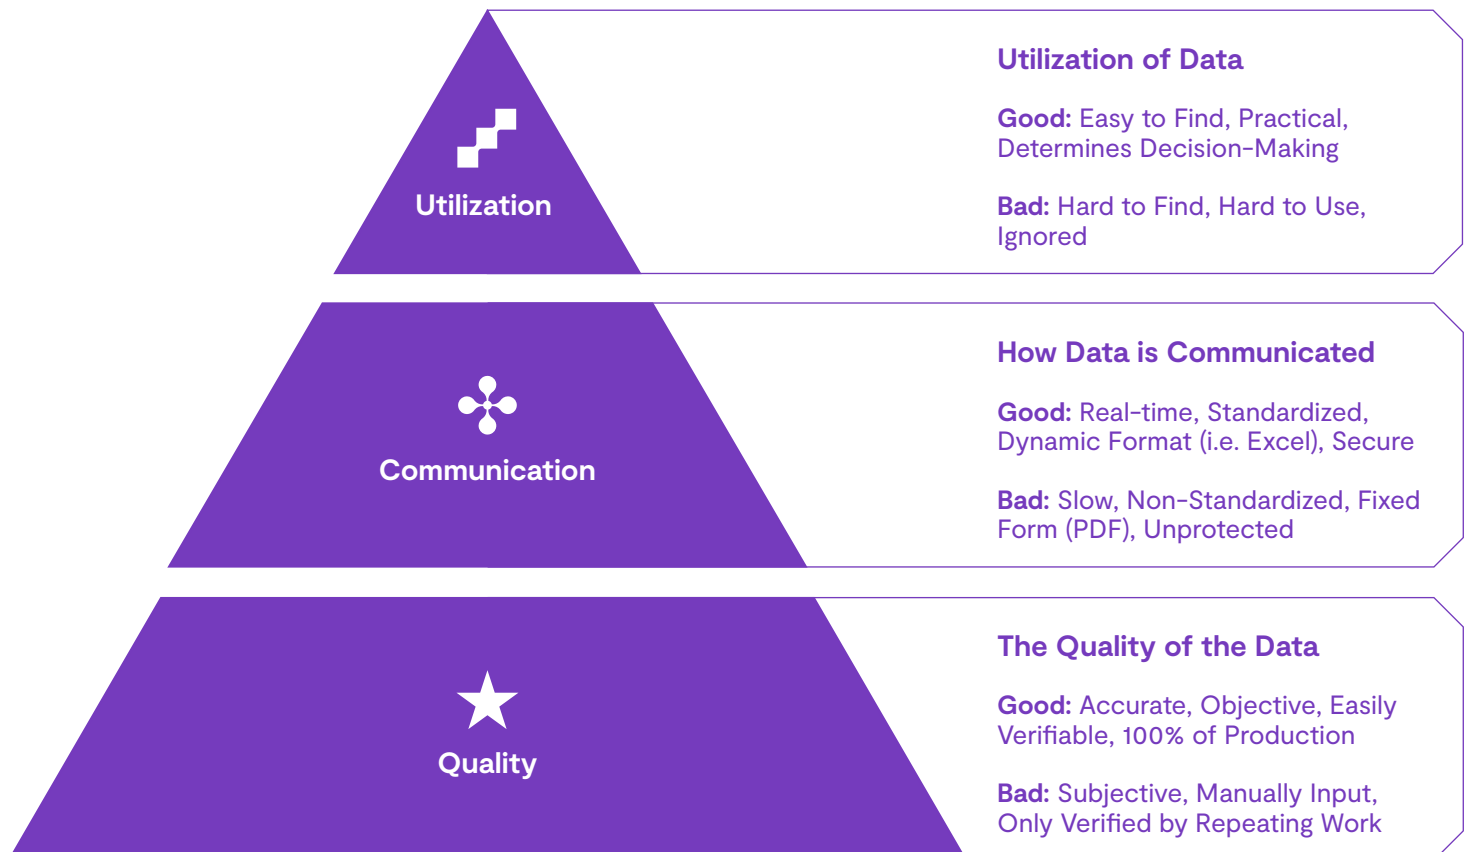 Utilization
Utilization of Data
Good: Easy to Find, Practical,
Determines Decision-Making
Bad: Hard to Find, Hard to Use,
Ignored
Communication
How Data is Communicated
Good: Real-time, Standardized,
Dynamic Format (i.e. Excel), Secure
Bad: Slow, Non-Standardized, Fixed
Form (PDF), Unprotected
Quality
The Quality of the Data
Good: Accurate, Objective, Easily
Verifiable, 100% of Production
Bad: Subjective, Manually Input,
Only Verified by Repeating Work